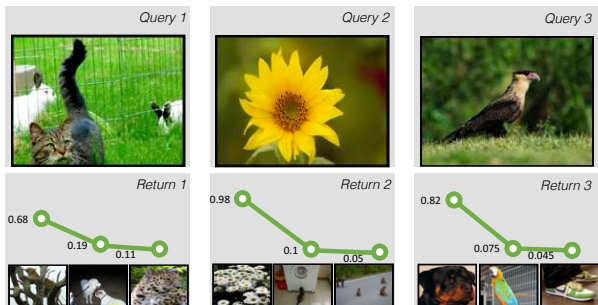 Query 1
Query 2
Query 3
Return 1
0.68
0.19
0.11
Return 2
0.98
0.1
0.05
Return 3
0.82
0.075
0.045